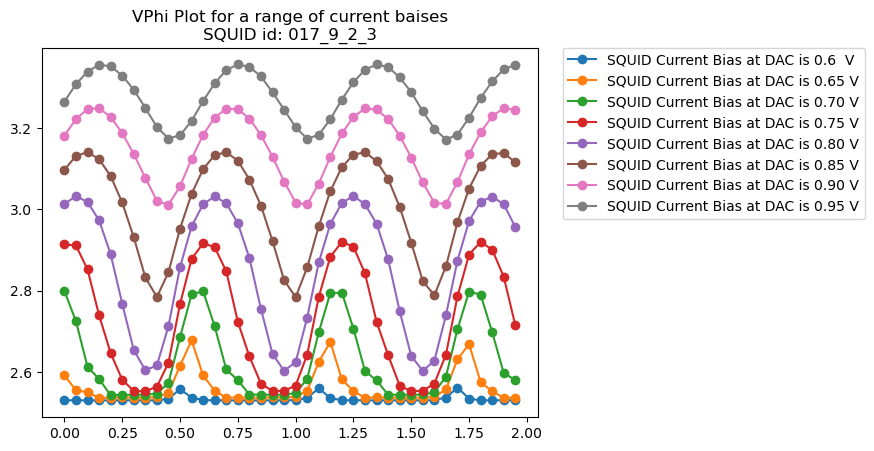 VPhi Plot for a range of current baises
SQUID id: 017_9_2_3
SQUID Current Bias at DAC is 0.6  V
SQUID Current Bias at DAC is 0.65 V
SQUID Current Bias at DAC is 0.70 V
SQUID Current Bias at DAC is 0.75 V
SQUID Current Bias at DAC is 0.80 V
SQUID Current Bias at DAC is 0.85 V
SQUID Current Bias at DAC is 0.90 V
SQUID Current Bias at DAC is 0.95 V
3.2
3.0
2.8
2.6
0.00 0.25 0.50 0.75 1.00 1.25 1.50 1.75 2.00